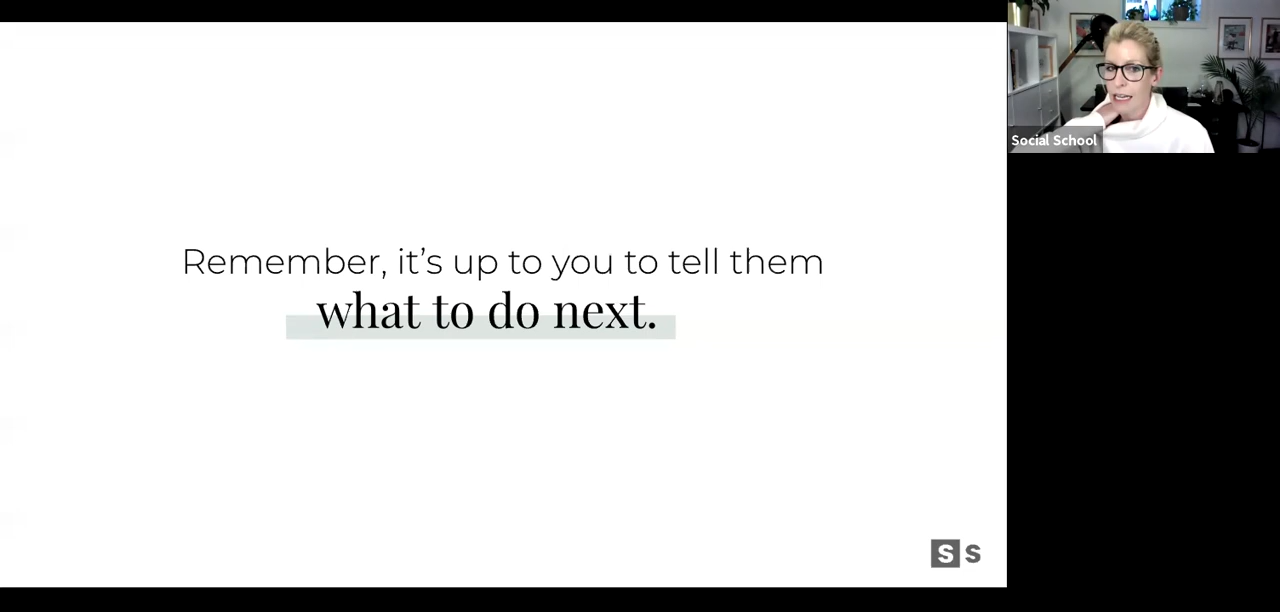 Remember, it’s up to you to tell them
what to do next.
Social School
S S